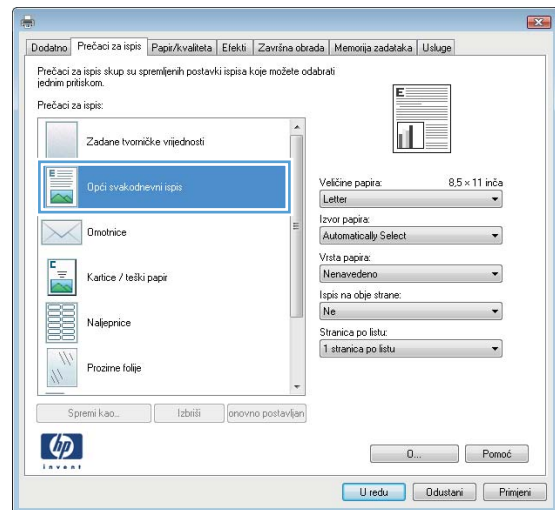 Dodatno Prečaci za ispis Papir/kvaliteta Efekti Završna obrada Memorija zadataka Usluge
Prečaci za ispis skup su spremljenih postavki ispisa koje možete odabrati
jednim pritiskom.
Prečaci za ispis:
Zadane tvorničke vrijednosti
Opći svakodnevni ispis
Omotnice
Kartice / teški papir
Naljepnice
Prozirne folije
Spremi kao... Izbriši onovno postavljan
E
Veličine papira: 8,5 × 11 inča
Letter
Izvor papira:
Automatically Select
Vrsta papira:
Nenavedeno
Ispis na obje strane:
Ne
Stranica po listu:
1 stranica po listu
hp
invent
O... Pomoć
U redu Odustani Primijeni